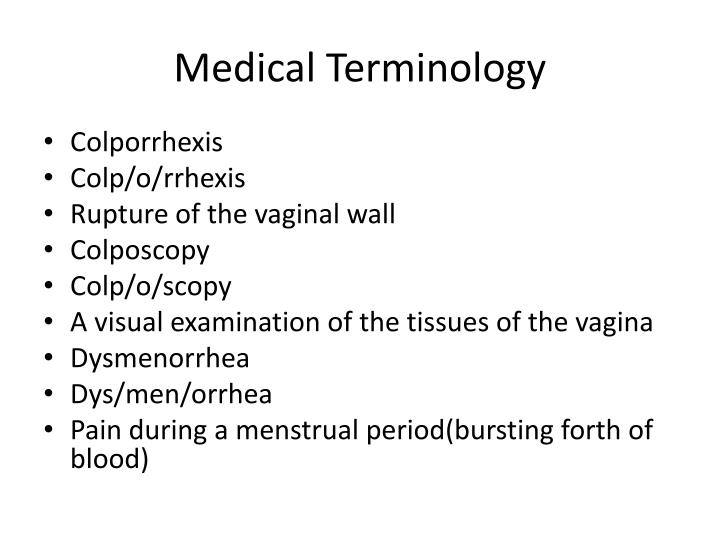 Medical Terminology
• Colporrhexis
• Colp/o/rrhexis
• Rupture of the vaginal wall
• Colposcopy
• Colp/o/scopy
• A visual examination of the tissues of the vagina
• Dysmenorrhea
• Dys/men/orrhea
• Pain during a menstrual period(bursting forth of
blood)